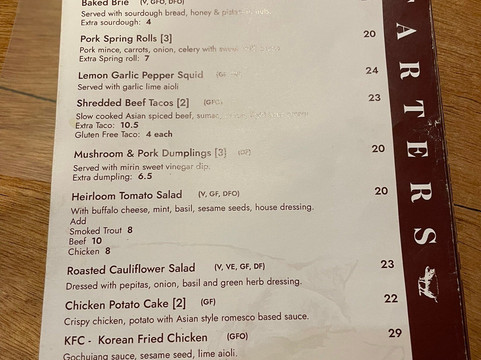 Baked Brie (V, GFO, DFO)
Served with sourdough bread, honey &
Extra sourdough: 4
Pork Spring Rolls [3] 20
Pork mince, carrots, onion, celery with
Extra Spring roll: 7
Lemon Garlic Pepper Squid 24
Served with garlic lime aioli
Shredded Beef Tacos [2] (GFO) 23
Slow cooked Asian spiced beef,
Extra Taco: 10.5
Gluten Free Taco: 4 each
Mushroom & Pork Dumplings [3] (DF) 20
Served with mirin sweet vinegar dip.
Extra dumpling: 6.5
Heirloom Tomato Salad (V, GF, DFO) 20
With buffalo cheese, mint, basil, sesame seeds, house dressing.
Add
Smoked Trout 8
Beef 10
Chicken 8
Roasted Cauliflower Salad (V, VE, GF, DF) 23
Dressed with pepitas, onion, basil and green herb dressing.
Chicken Potato Cake [2] (GF) 22
Crispy chicken, potato with Asian style romesco based sauce.
KFC - Korean Fried Chicken (GFO) 29
Gochujang sauce, sesame seed, lime aioli.
ARTERS